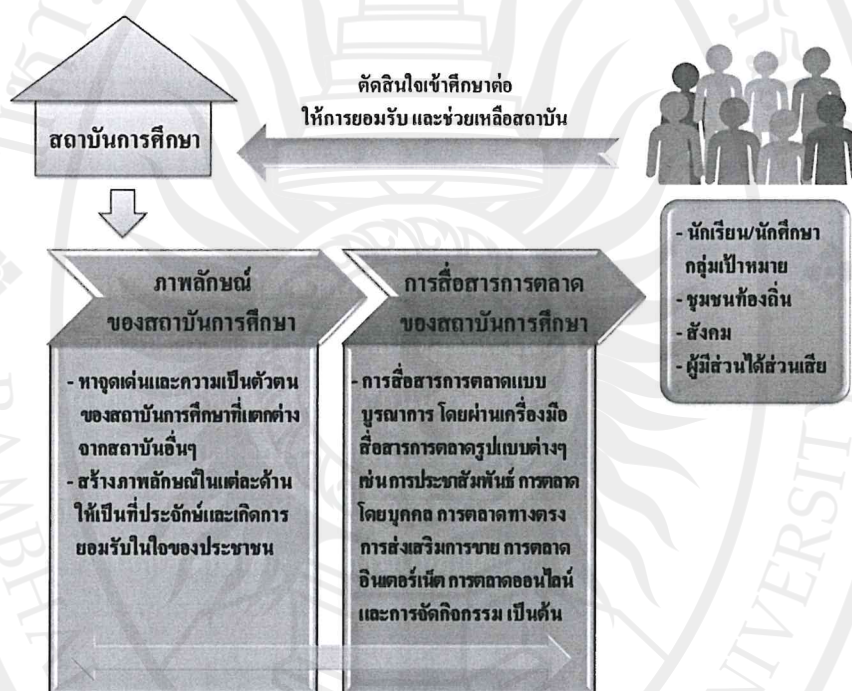 ตัดสินใจเข้าศึกษาต่อ
ให้การยอมรับ และช่วยเหลือสถาบัน
สถาบันการศึกษา
- นักเรียน/นักศึกษา
กลุ่มเป้าหมาย
- ชุมชนท้องถิ่น
- สังคม
- ผู้มีส่วนได้ส่วนเสีย
ภาพลักษณ์
ของสถาบันการศึกษา
- หาจุดเด่นและความเป็นตัวตน
ของสถาบันการศึกษาที่แตกต่าง
จากสถาบันอื่นๆ
- สร้างภาพลักษณ์ในแต่ละด้าน
ให้เป็นที่ประจักษ์และเกิดการ
ยอมรับในใจของประชาชน
การสื่อสารการตลาด
ของสถาบันการศึกษา
- การสื่อสารการตลาดแบบ
บูรณาการ โดยผ่านเครื่องมือ
สื่อสารการตลาดรูปแบบต่างๆ
เช่น การประชาสัมพันธ์ การตลาด
โดยบุคคล การตลาดทางตรง
การส่งเสริมการขาย การตลาด
อินเตอร์เน็ต การตลาดออนไลน์
และการจัดกิจกรรม เป็นต้น